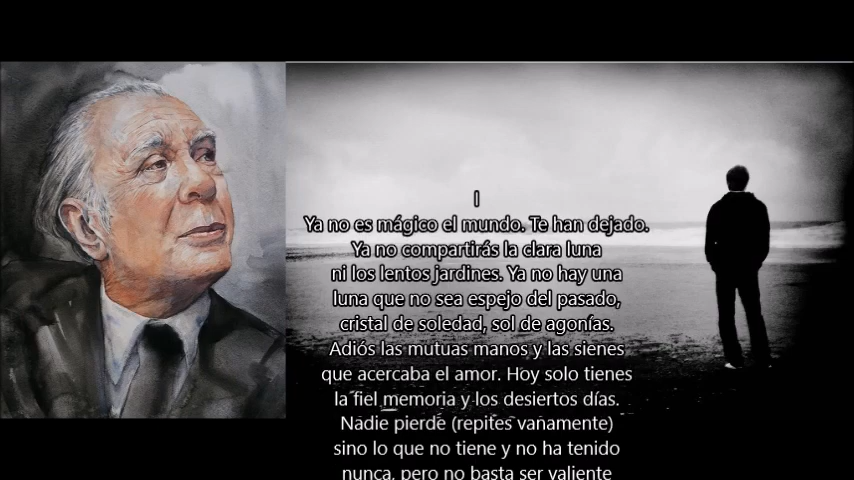 I
Ya no es mágico el mundo. Te han dejado.
Ya no compartirás la clara luna
ni los lentos jardines. Ya no hay una
luna que no sea espejo del pasado,
cristal de soledad, sol de agonías.
Adiós las mutuas manos y las sienes
que acercaba el amor. Hoy solo tienes
la fiel memoria y los desiertos días.
Nadie pierde (repites vanamente)
sino lo que no tiene y no ha tenido
nunca, pero no basta ser valiente